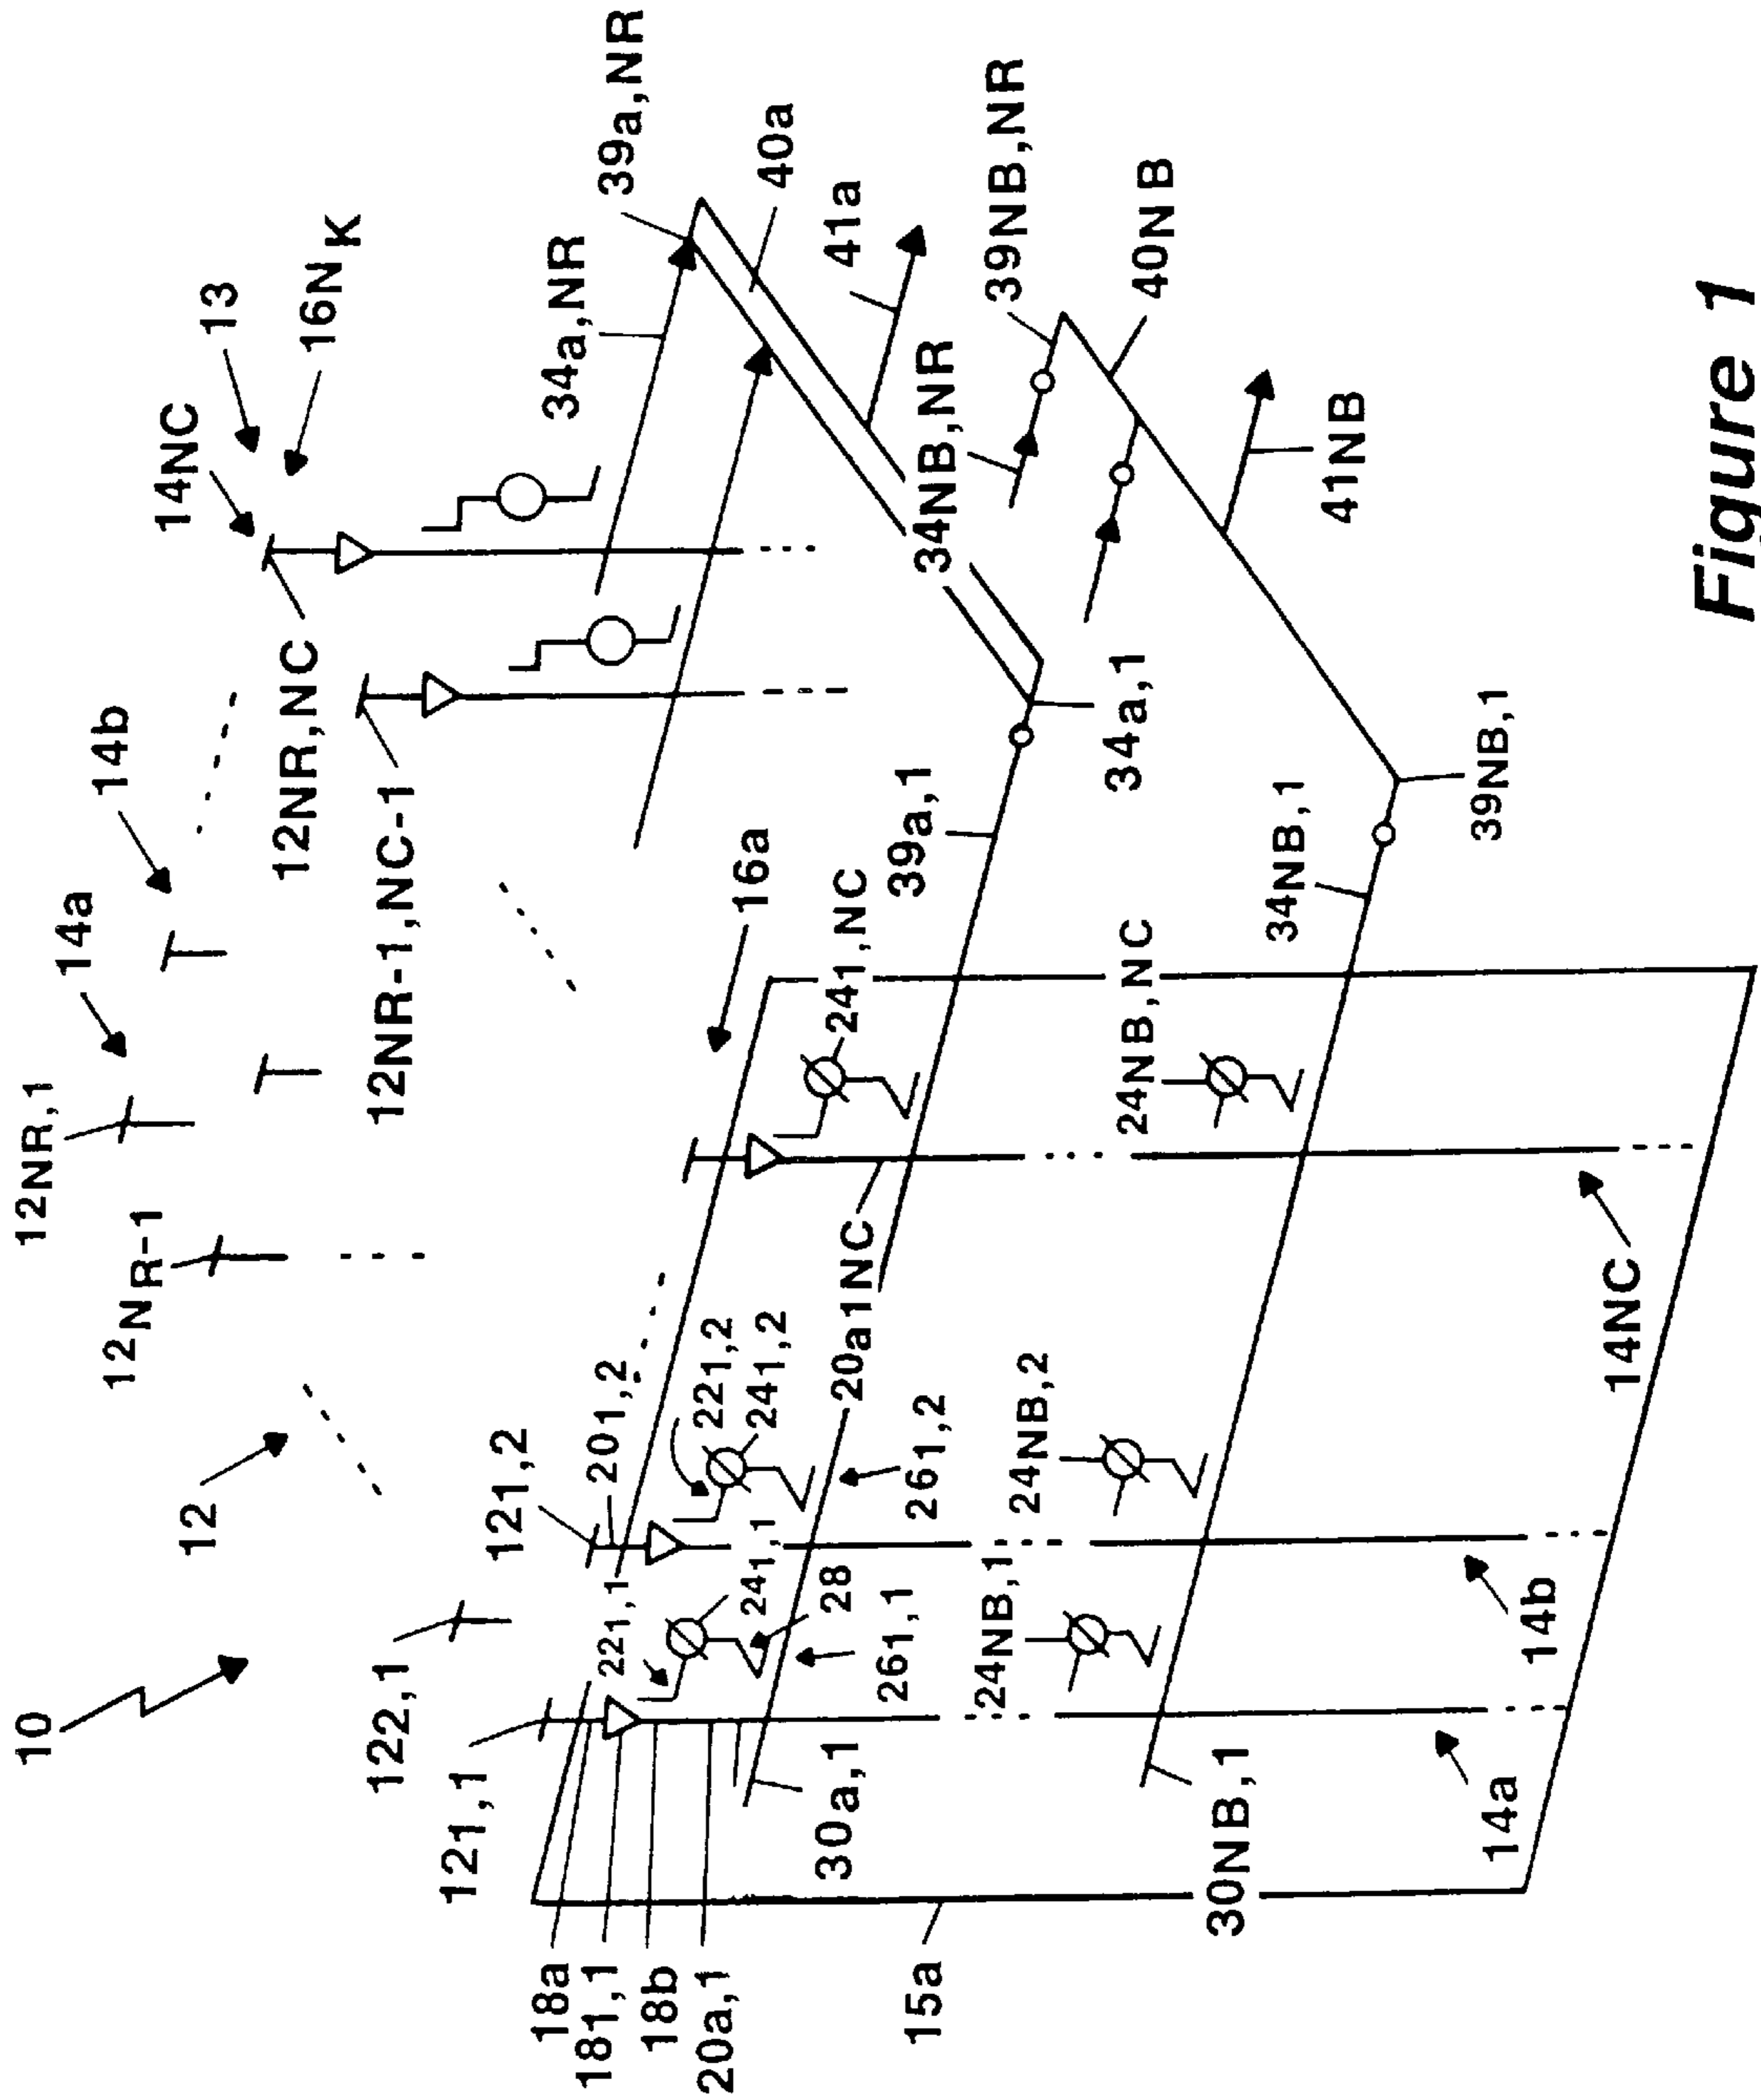 10
12
12NR-1
12NR,1
14a
14b
14NC
13
16NK
122,1
121,1
121,2
201,2
12NR,NC
12NR-1,NC-1
34a,NR
39a,NR
40a
41a
39NB,NR
40NB
34NB,NR
41NB
16a
221,1
241,1
28
221,2
241,2
241,NC
39a,1
34a,1
18a
181,1
18b
20a,1
30a,1
261,1
261,2
20a1NC
24NB,1
24NB,2
24NB,NC
34NB,1
39NB,1
15a
30NB,1
14a
14b
14NC
Figure 1